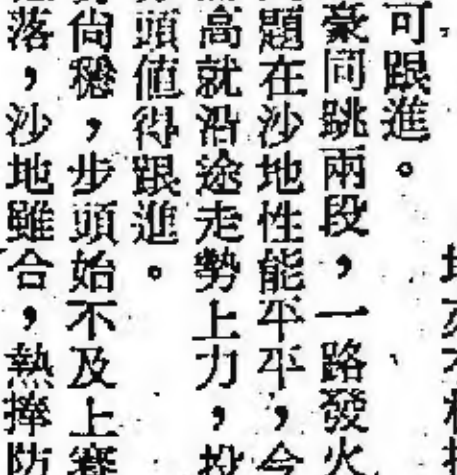 可跟進。
豪同跳兩段，一路發火
題在沙地性能平平，今
高就沿途走勢上力，投
頭值得跟進。
尙穩，步頭始不及上賽
落，沙地雖合，熱捧防